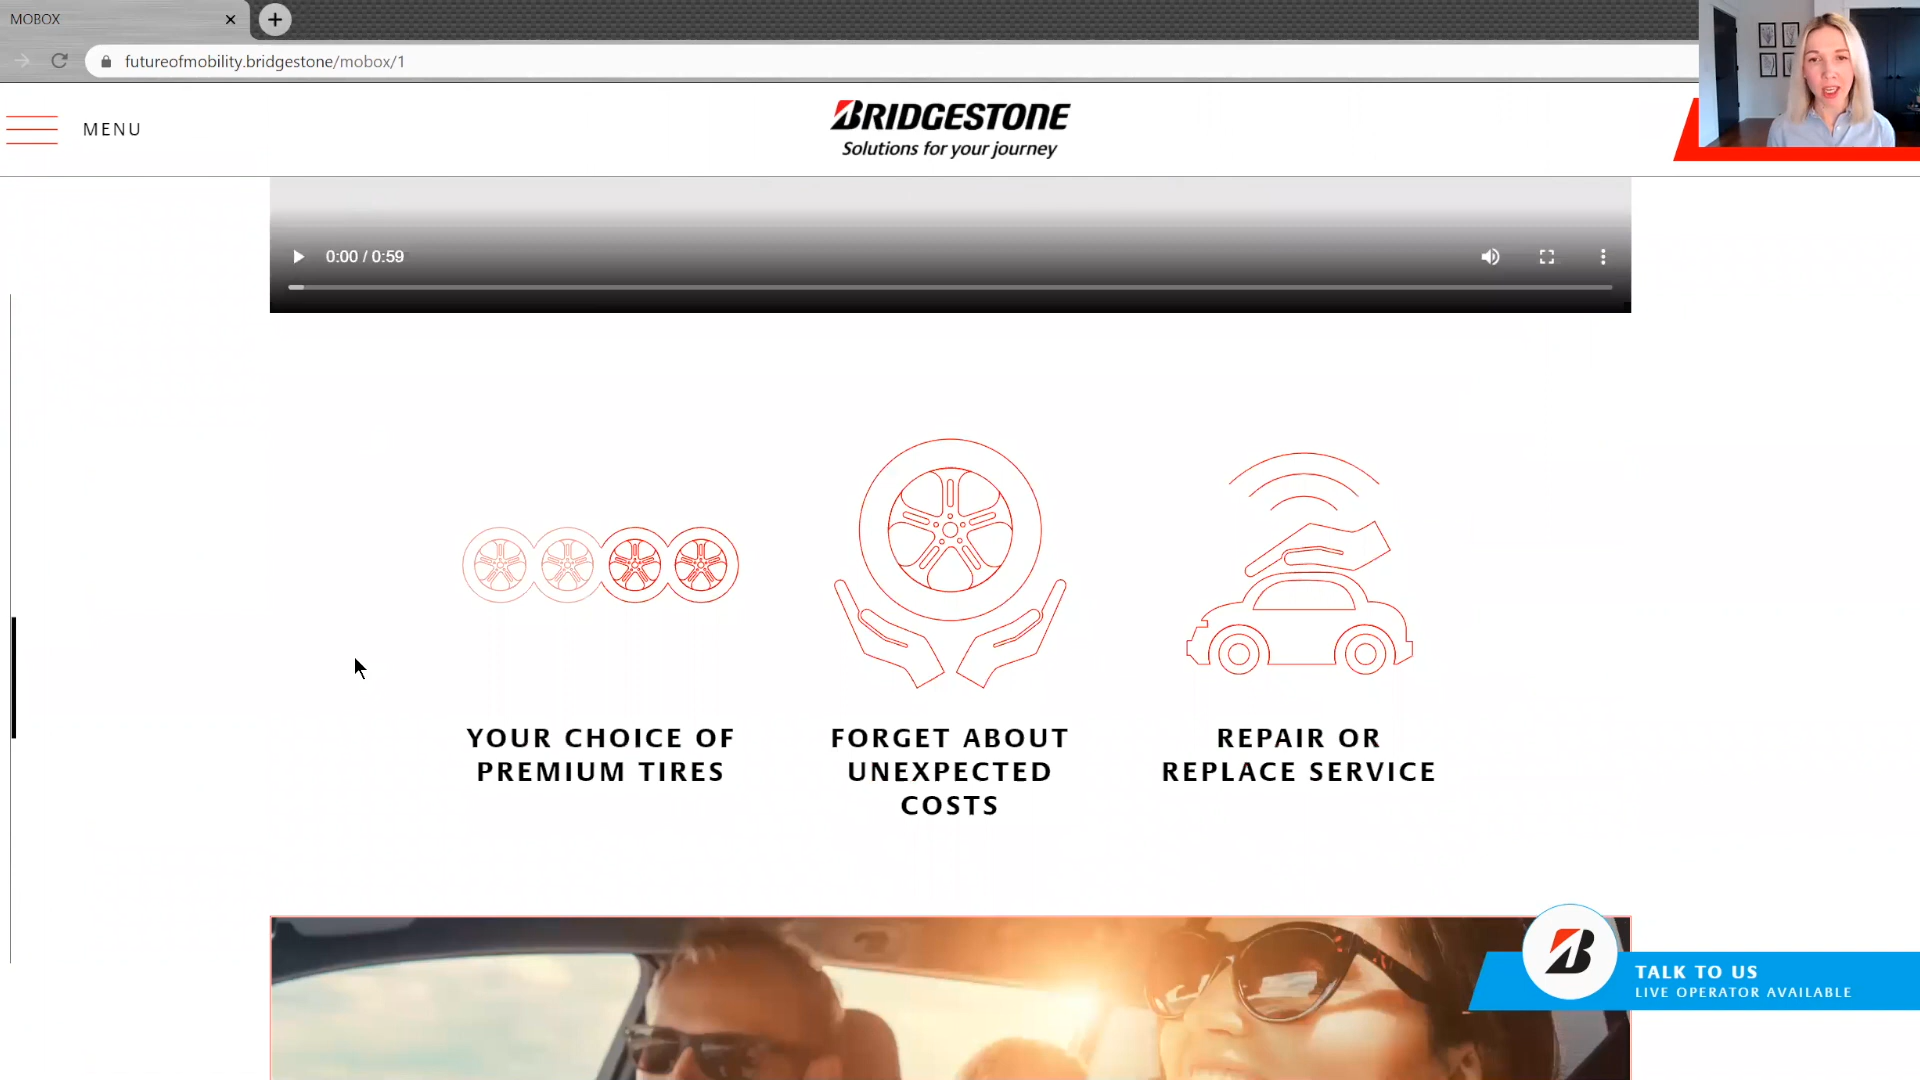 MOBOX
futureofmobility.bridgestone/mobox/1
MENU
BRIDGESTONE
Solutions for your journey
0:00 / 0:59
YOUR CHOICE OF
PREMIUM TIRES
FORGET ABOUT
UNEXPECTED
COSTS
REPAIR OR
REPLACE SERVICE
B
TALK TO US
LIVE OPERATOR AVAILABLE